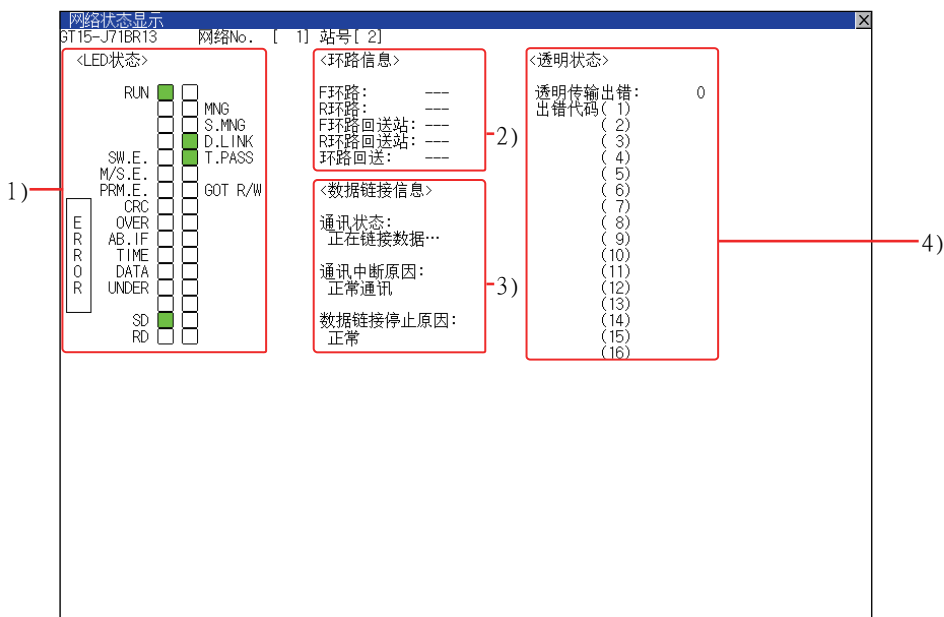 网络状态显示
GT15-J71BR13 网络No. [ 1] 站号[ 2]
<LED状态>
RUN
MNG
S.MNG
D.LINK
SW.E. T.PASS
M/S.E.
PRM.E. GOT R/W
CRC
OVER
AB.IF
TIME
DATA
UNDER
ERROR
SD
RD
1)
<环路信息>
F环路: ---
R环路: ---
F环路回送站: ---
R环路回送站: ---
环路回送: ---
2)
<数据链接信息>
通讯状态:
正在链接数据…
通讯中断原因:
正常通讯
数据链接停止原因:
正常
3)
<透明状态>
透明传输出错: 0
出错代码( 1)
( 2)
( 3)
( 4)
( 5)
( 6)
( 7)
( 8)
( 9)
(10)
(11)
(12)
(13)
(14)
(15)
(16)
4)